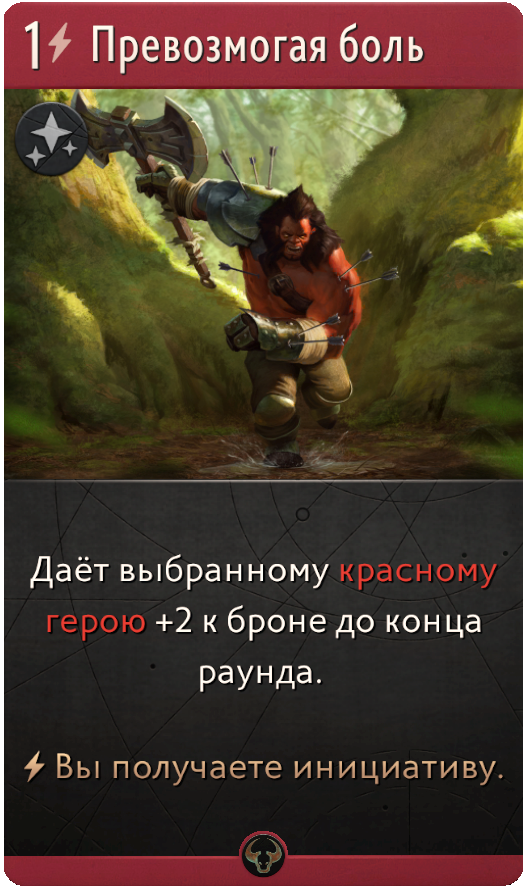 1 Превозмогая боль
Даёт выбранному красному
герою +2 к броне до конца
раунда.
Вы получаете инициативу.